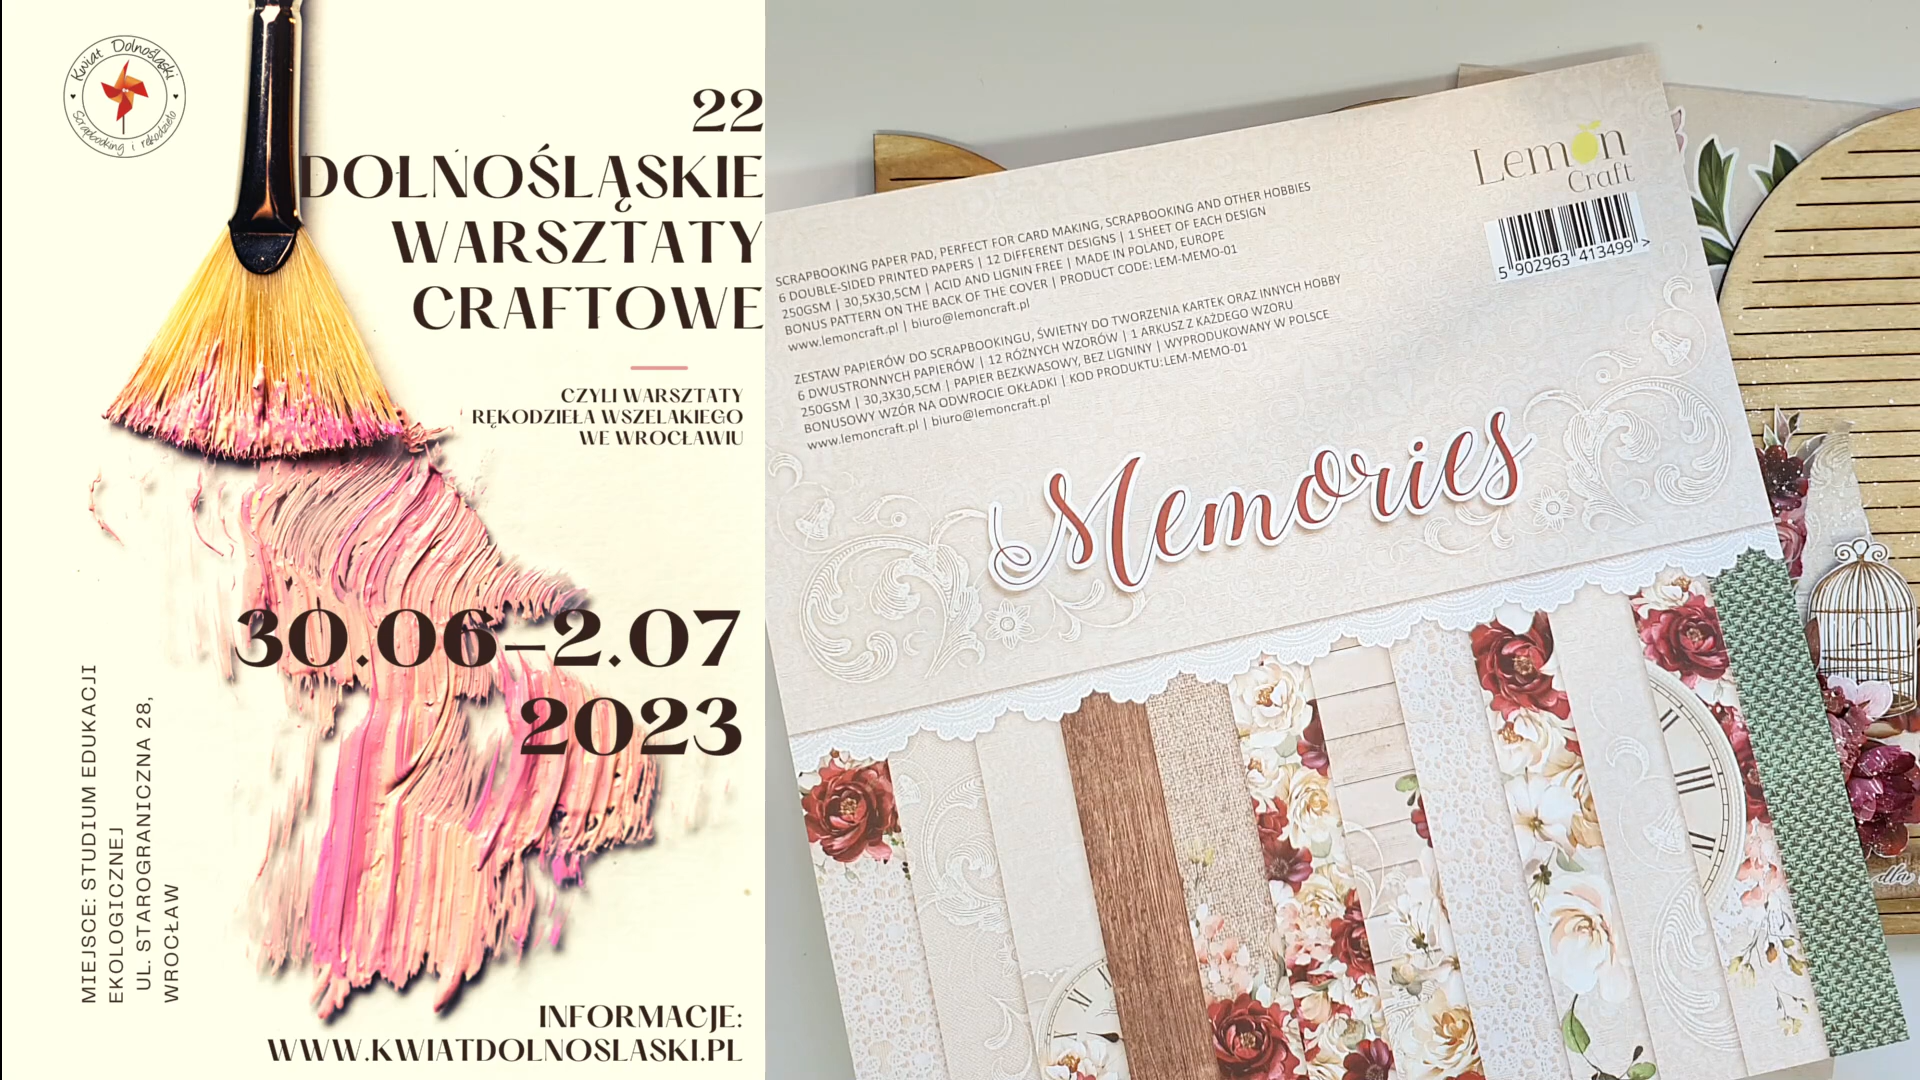 Kwiat Dolnośląski
Scrapbooking i rękodzieło
22
DOLNOŚLĄSKIE
WARSZTATY
CRAFTOWE
CZYLI WARSZTATY
RĘKODZIEŁA WSZELAKIEGO
WE WROCŁAWIU
30.06–2.07
2023
MIEJSCE: STUDIUM EDUKACJI
EKOLOGICZNEJ
UL. STAROGRANICZNA 28,
WROCŁAW
INFORMACJE:
WWW.KWIATDOLNOSLASKI.PL
Lemon
Craft
5 902963 413499 >
SCRAPBOOKING PAPER PAD, PERFECT FOR CARD MAKING, SCRAPBOOKING AND OTHER HOBBIES
6 DOUBLE-SIDED PRINTED PAPERS | 12 DIFFERENT DESIGNS | 1 SHEET OF EACH DESIGN
250GSM | 30,5X30,5CM | ACID AND LIGNIN FREE | MADE IN POLAND, EUROPE
BONUS PATTERN ON THE BACK OF THE COVER | PRODUCT CODE: LEM-MEMO-01
www.lemoncraft.pl | biuro@lemoncraft.pl
ZESTAW PAPIERÓW DO SCRAPBOOKINGU, ŚWIETNY DO TWORZENIA KARTEK ORAZ INNYCH HOBBY
6 DWUSTRONNYCH PAPIERÓW | 12 RÓŻNYCH WZORÓW | 1 ARKUSZ Z KAŻDEGO WZORU
250GSM | 30,3X30,5CM | PAPIER BEZKWASOWY, BEZ LIGNINY | WYPRODUKOWANY W POLSCE
BONUSOWY WZÓR NA ODWROCIE OKŁADKI | KOD PRODUKTU: LEM-MEMO-01
www.lemoncraft.pl | biuro@lemoncraft.pl
Memories
dla